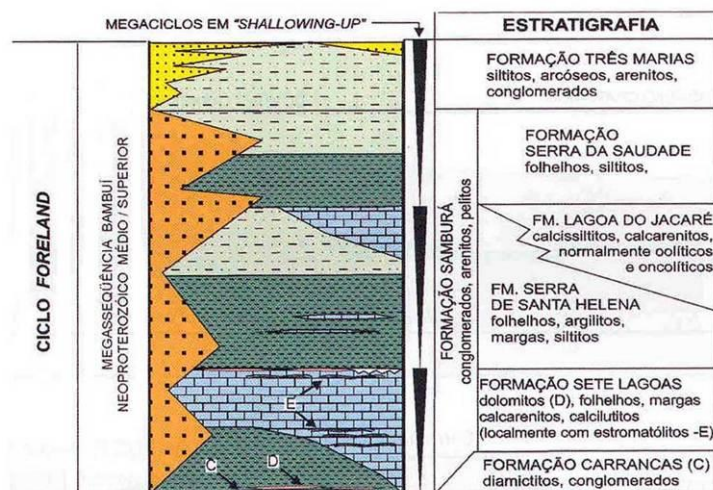 MEGACICLOS EM "SHALLOWING-UP"
ESTRATIGRAFIA
CICLO FORELAND
MEGASSEQÜÊNCIA BAMBUÍ
NEOPROTEROZÓICO MÉDIO / SUPERIOR
E
C
D
FORMAÇÃO TRÊS MARIAS
siltitos, arcóseos, arenitos,
conglomerados
FORMAÇÃO SAMBURÁ
conglomerados, arenitos, pelitos
FORMAÇÃO
SERRA DA SAUDADE
folhelhos, siltitos,
FM. LAGOA DO JACARÉ
calcissiltitos, calcarenitos,
normalmente oolíticos
e oncolíticos
FM. SERRA
DE SANTA HELENA
folhelhos, argilitos,
margas, siltitos
FORMAÇÃO SETE LAGOAS
dolomitos (D), folhelhos, margas
calcarenitos, calcilutitos
(localmente com estromatólitos -E)
FORMAÇÃO CARRANCAS (C)
diamictitos, conglomerados